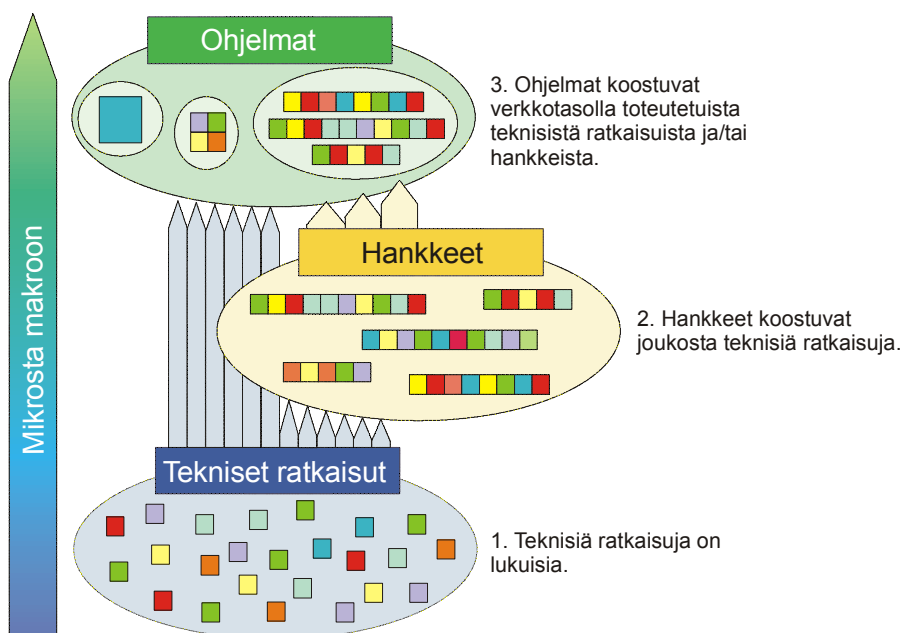 Ohjelmat
3. Ohjelmat koostuvat
verkkotasolla toteutetuista
teknisistä ratkaisuista ja/tai
hankkeista.
Mikrosta makroon
Hankkeet
2. Hankkeet koostuvat
joukosta teknisiä ratkaisuja.
Tekniset ratkaisut
1. Teknisiä ratkaisuja on
lukuisia.